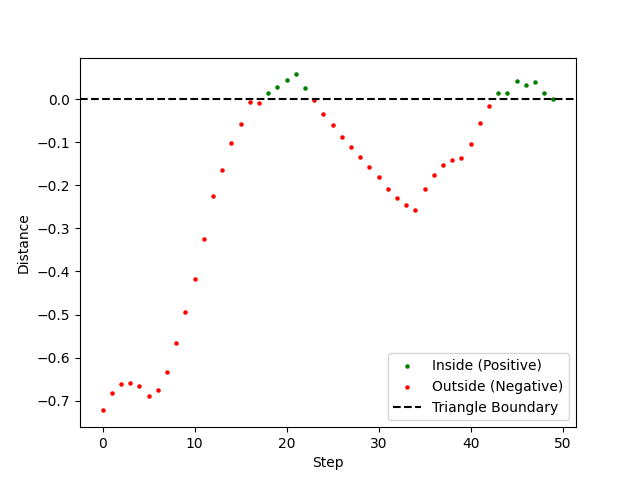 0.0
−0.1
−0.2
−0.3
−0.4
−0.5
−0.6
−0.7
Distance
0
10
20
30
40
50
Step
Inside (Positive)
Outside (Negative)
Triangle Boundary